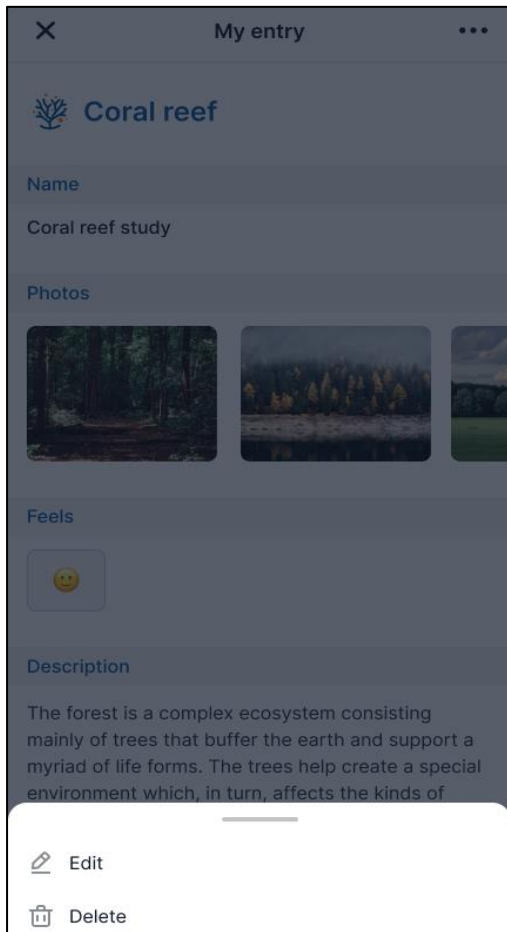 My entry
Coral reef
Name
Coral reef study
Photos
Feels
Description
The forest is a complex ecosystem consisting
mainly of trees that buffer the earth and support a
myriad of life forms. The trees help create a special
environment which, in turn, affects the kinds of
Edit
Delete